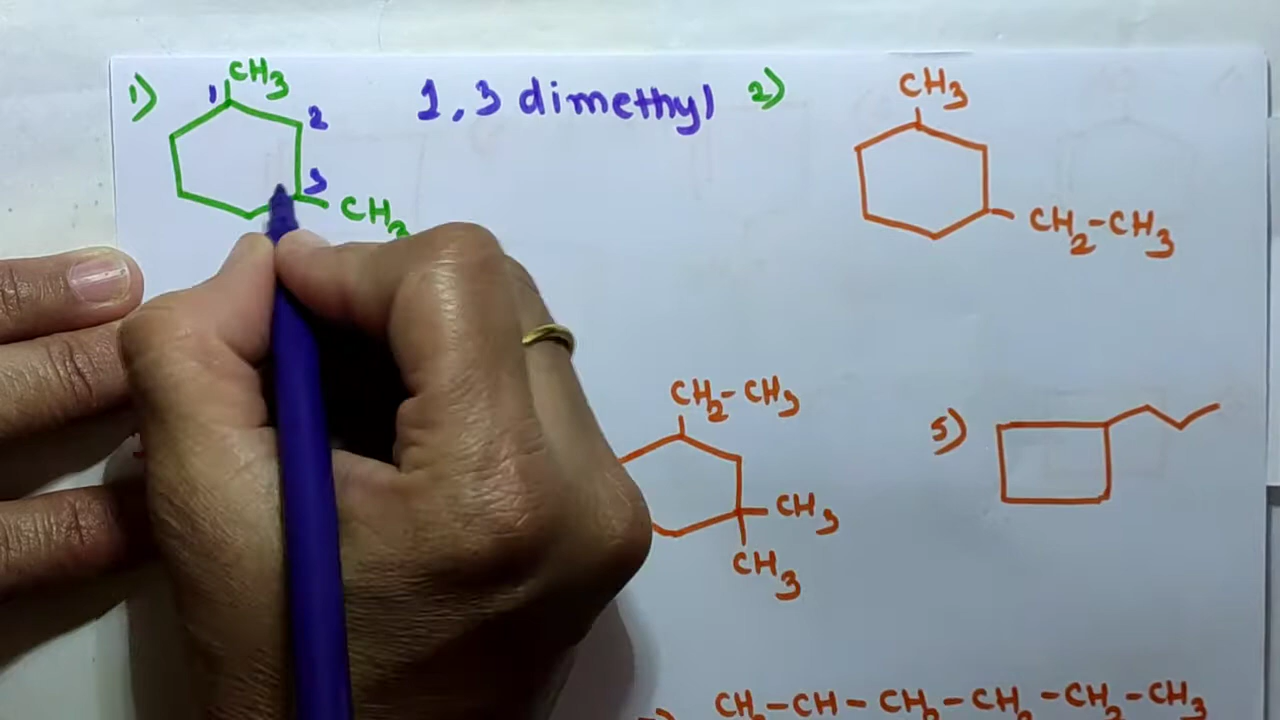 1) CH3 1 2 3 CH3
1,3 dimethyl
2) CH3
CH2-CH3
CH2-CH3
CH3
CH3
5)
CH2-CH-CH2-CH2-CH2-CH3